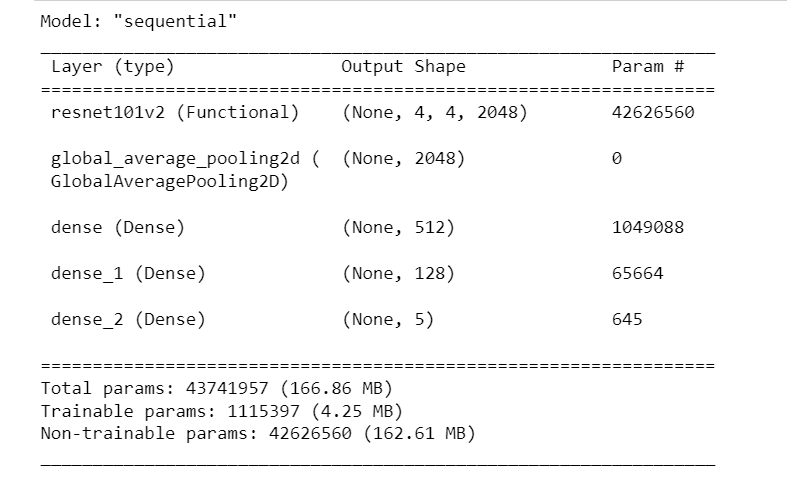 Model: "sequential"
_________________________________________________________________
Layer (type) Output Shape Param #
=================================================================
resnet101v2 (Functional) (None, 4, 4, 2048) 42626560
global_average_pooling2d ( (None, 2048) 0
GlobalAveragePooling2D)
dense (Dense) (None, 512) 1049088
dense_1 (Dense) (None, 128) 65664
dense_2 (Dense) (None, 5) 645
=================================================================
Total params: 43741957 (166.86 MB)
Trainable params: 1115397 (4.25 MB)
Non-trainable params: 42626560 (162.61 MB)
_________________________________________________________________